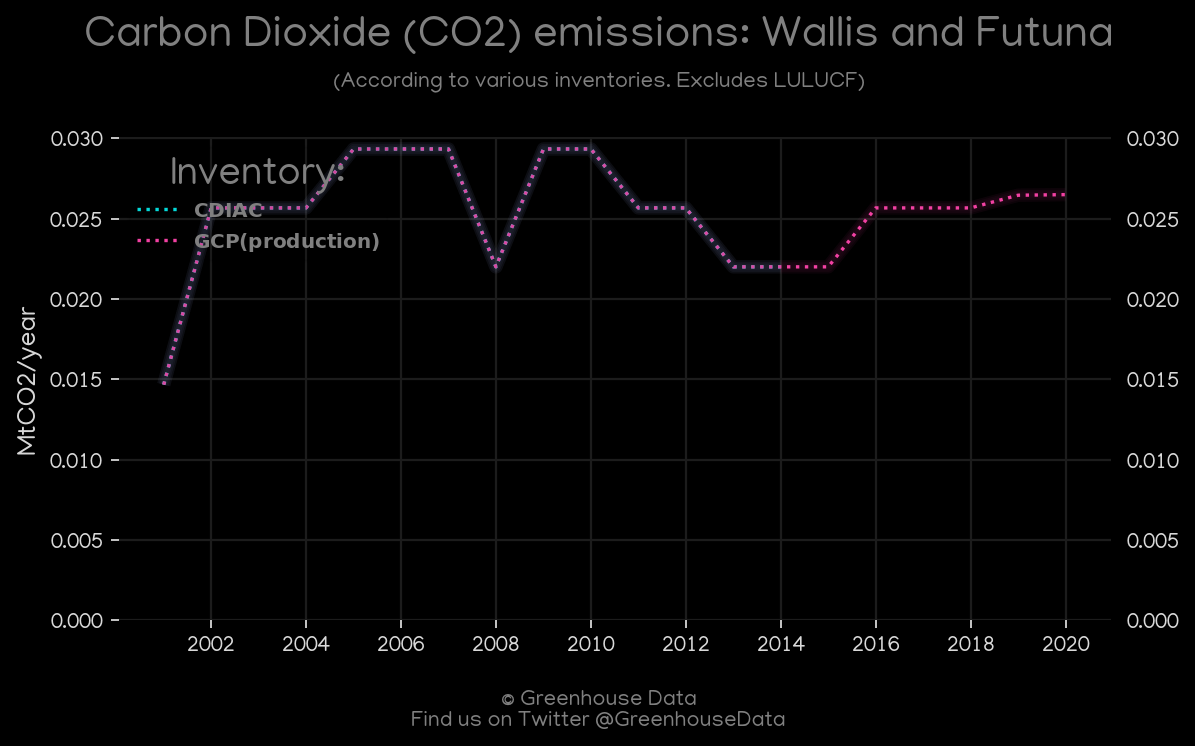 Carbon Dioxide (CO2) emissions: Wallis and Futuna
(According to various inventories. Excludes LULUCF)
Inventory:
CDIAC
GCP(production)
MtCO2/year
0.030 0.030
0.025 0.025
0.020 0.020
0.015 0.015
0.010 0.010
0.005 0.005
0.000 0.000
2002 2004 2006 2008 2010 2012 2014 2016 2018 2020
© Greenhouse Data
Find us on Twitter @GreenhouseData